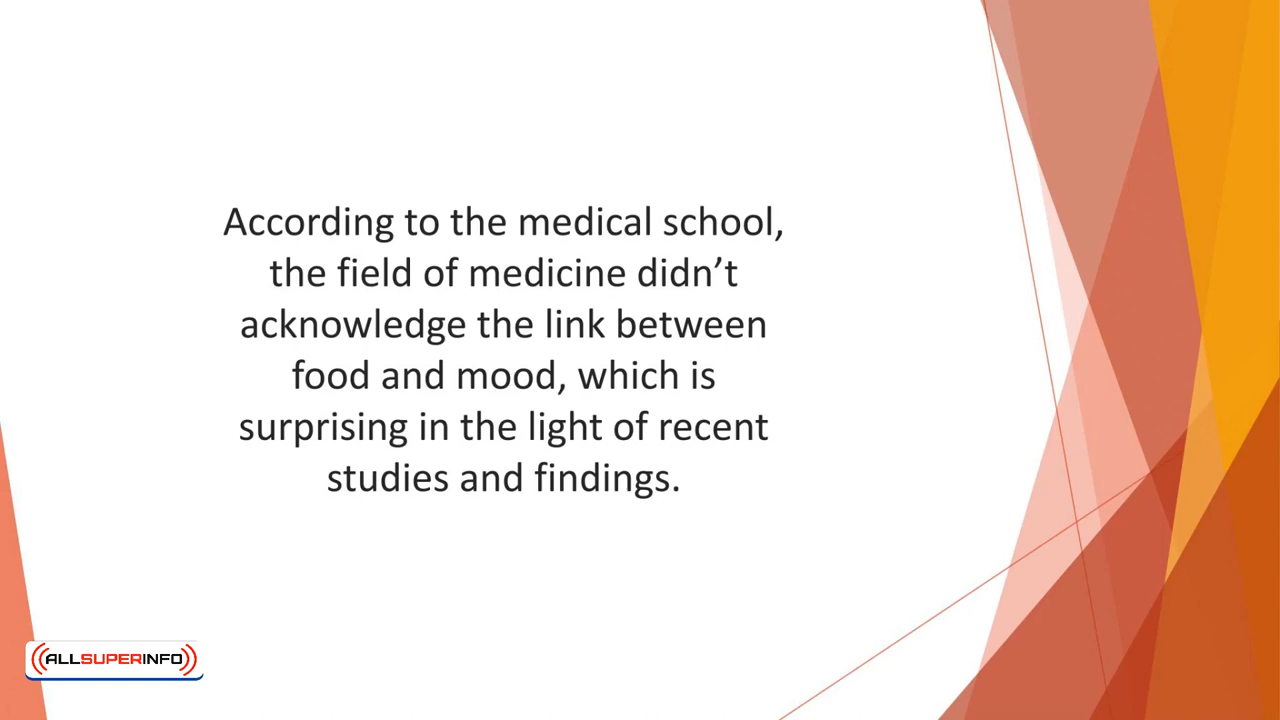 According to the medical school,
the field of medicine didn’t
acknowledge the link between
food and mood, which is
surprising in the light of recent
studies and findings.
ALLSUPERINFO